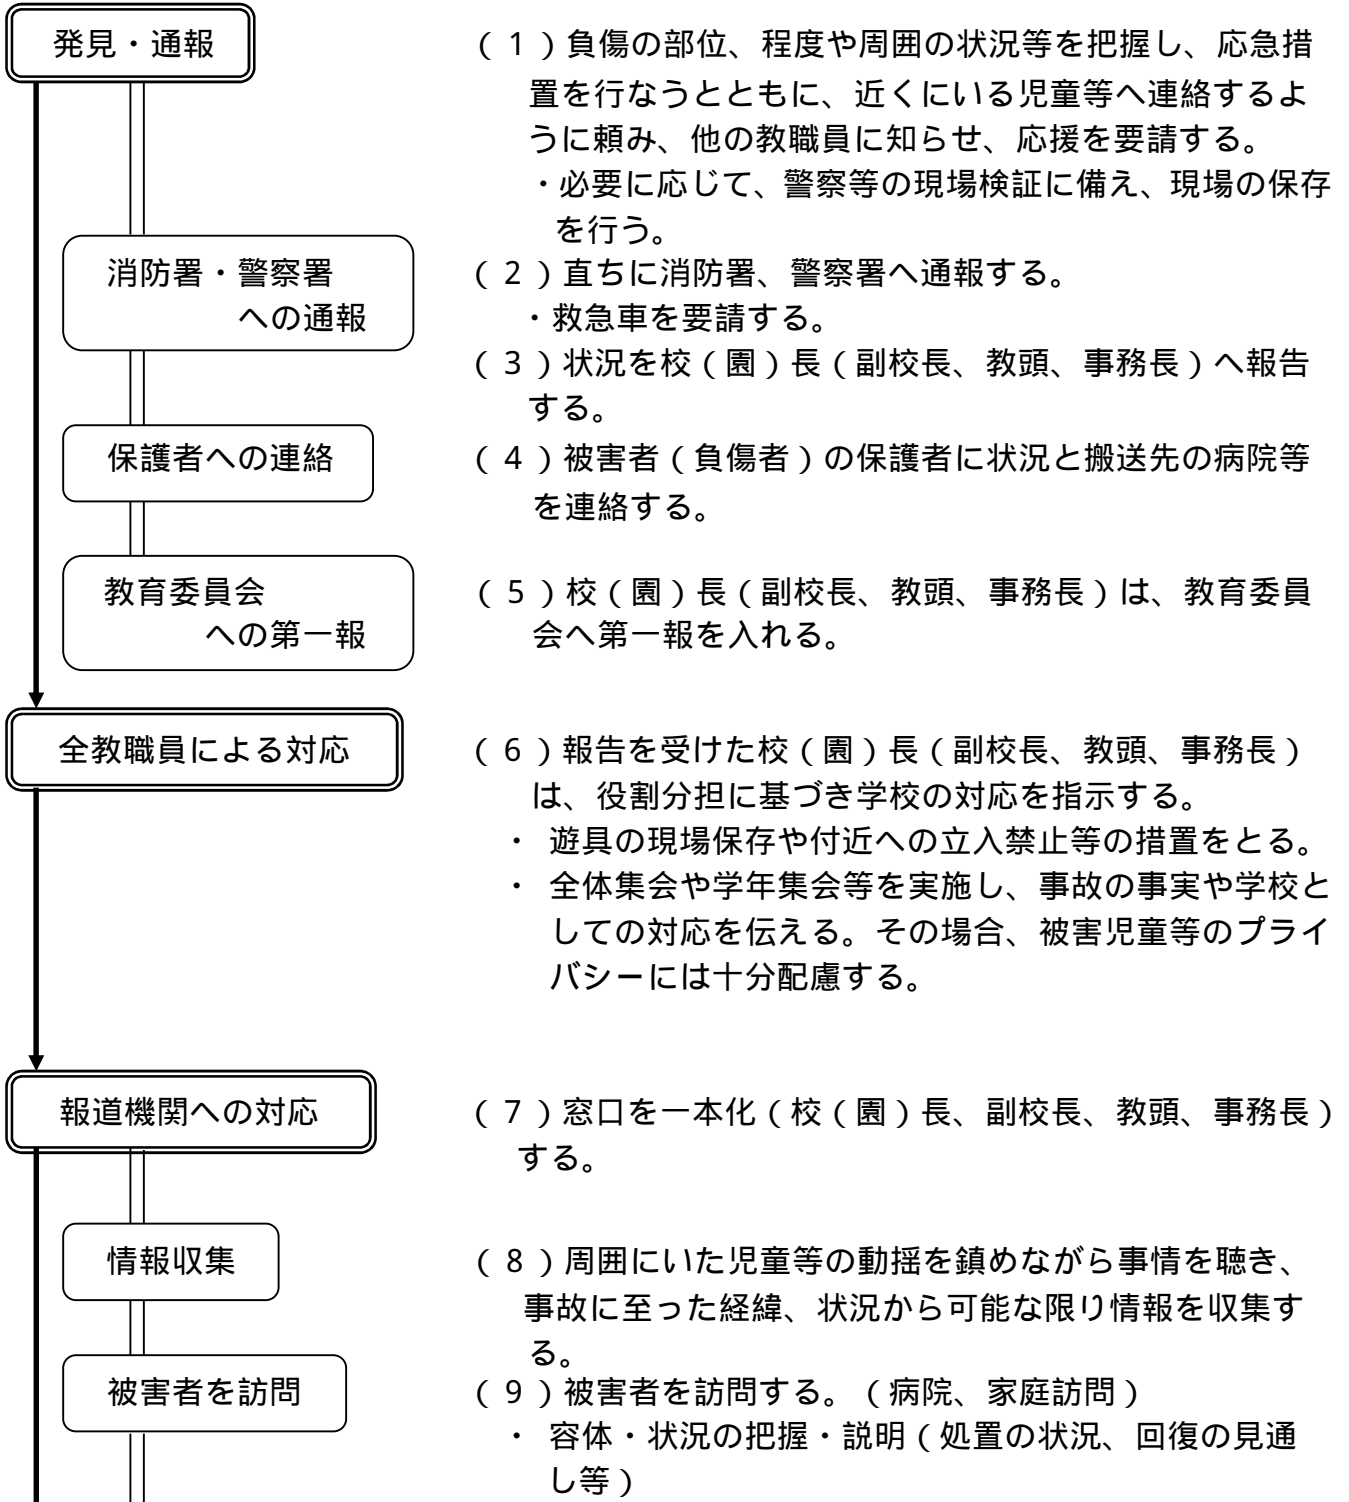 発見・通報
（１）負傷の部位、程度や周囲の状況等を把握し、応急措
置を行なうとともに、近くにいる児童等へ連絡するよ
うに頼み、他の教職員に知らせ、応援を要請する。
・必要に応じて、警察等の現場検証に備え、現場の保存
を行う。
消防署・警察署
への通報
（２）直ちに消防署、警察署へ通報する。
・救急車を要請する。
（３）状況を校（園）長（副校長、教頭、事務長）へ報告
する。
保護者への連絡
（４）被害者（負傷者）の保護者に状況と搬送先の病院等
を連絡する。
教育委員会
への第一報
（５）校（園）長（副校長、教頭、事務長）は、教育委員
会へ第一報を入れる。
全教職員による対応
（６）報告を受けた校（園）長（副校長、教頭、事務長）
は、役割分担に基づき学校の対応を指示する。
・ 遊具の現場保存や付近への立入禁止等の措置をとる。
・ 全体集会や学年集会等を実施し、事故の事実や学校と
しての対応を伝える。その場合、被害児童等のプライ
バシーには十分配慮する。
報道機関への対応
（７）窓口を一本化（校（園）長、副校長、教頭、事務長）
する。
情報収集
（８）周囲にいた児童等の動揺を鎮めながら事情を聴き、
事故に至った経緯、状況から可能な限り情報を収集す
る。
被害者を訪問
（９）被害者を訪問する。（病院、家庭訪問）
・ 容体・状況の把握・説明（処置の状況、回復の見通
し等）